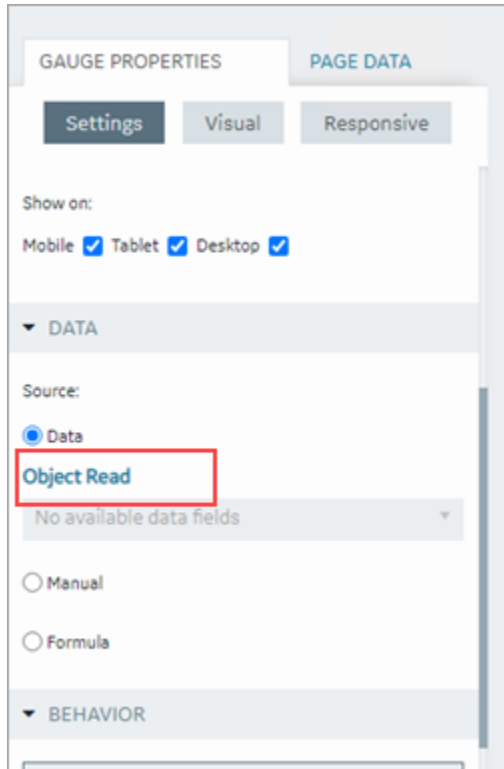 GAUGE PROPERTIES PAGE DATA
Settings Visual Responsive
Show on:
Mobile Tablet Desktop
DATA
Source:
Data
Object Read
No available data fields
Manual
Formula
BEHAVIOR